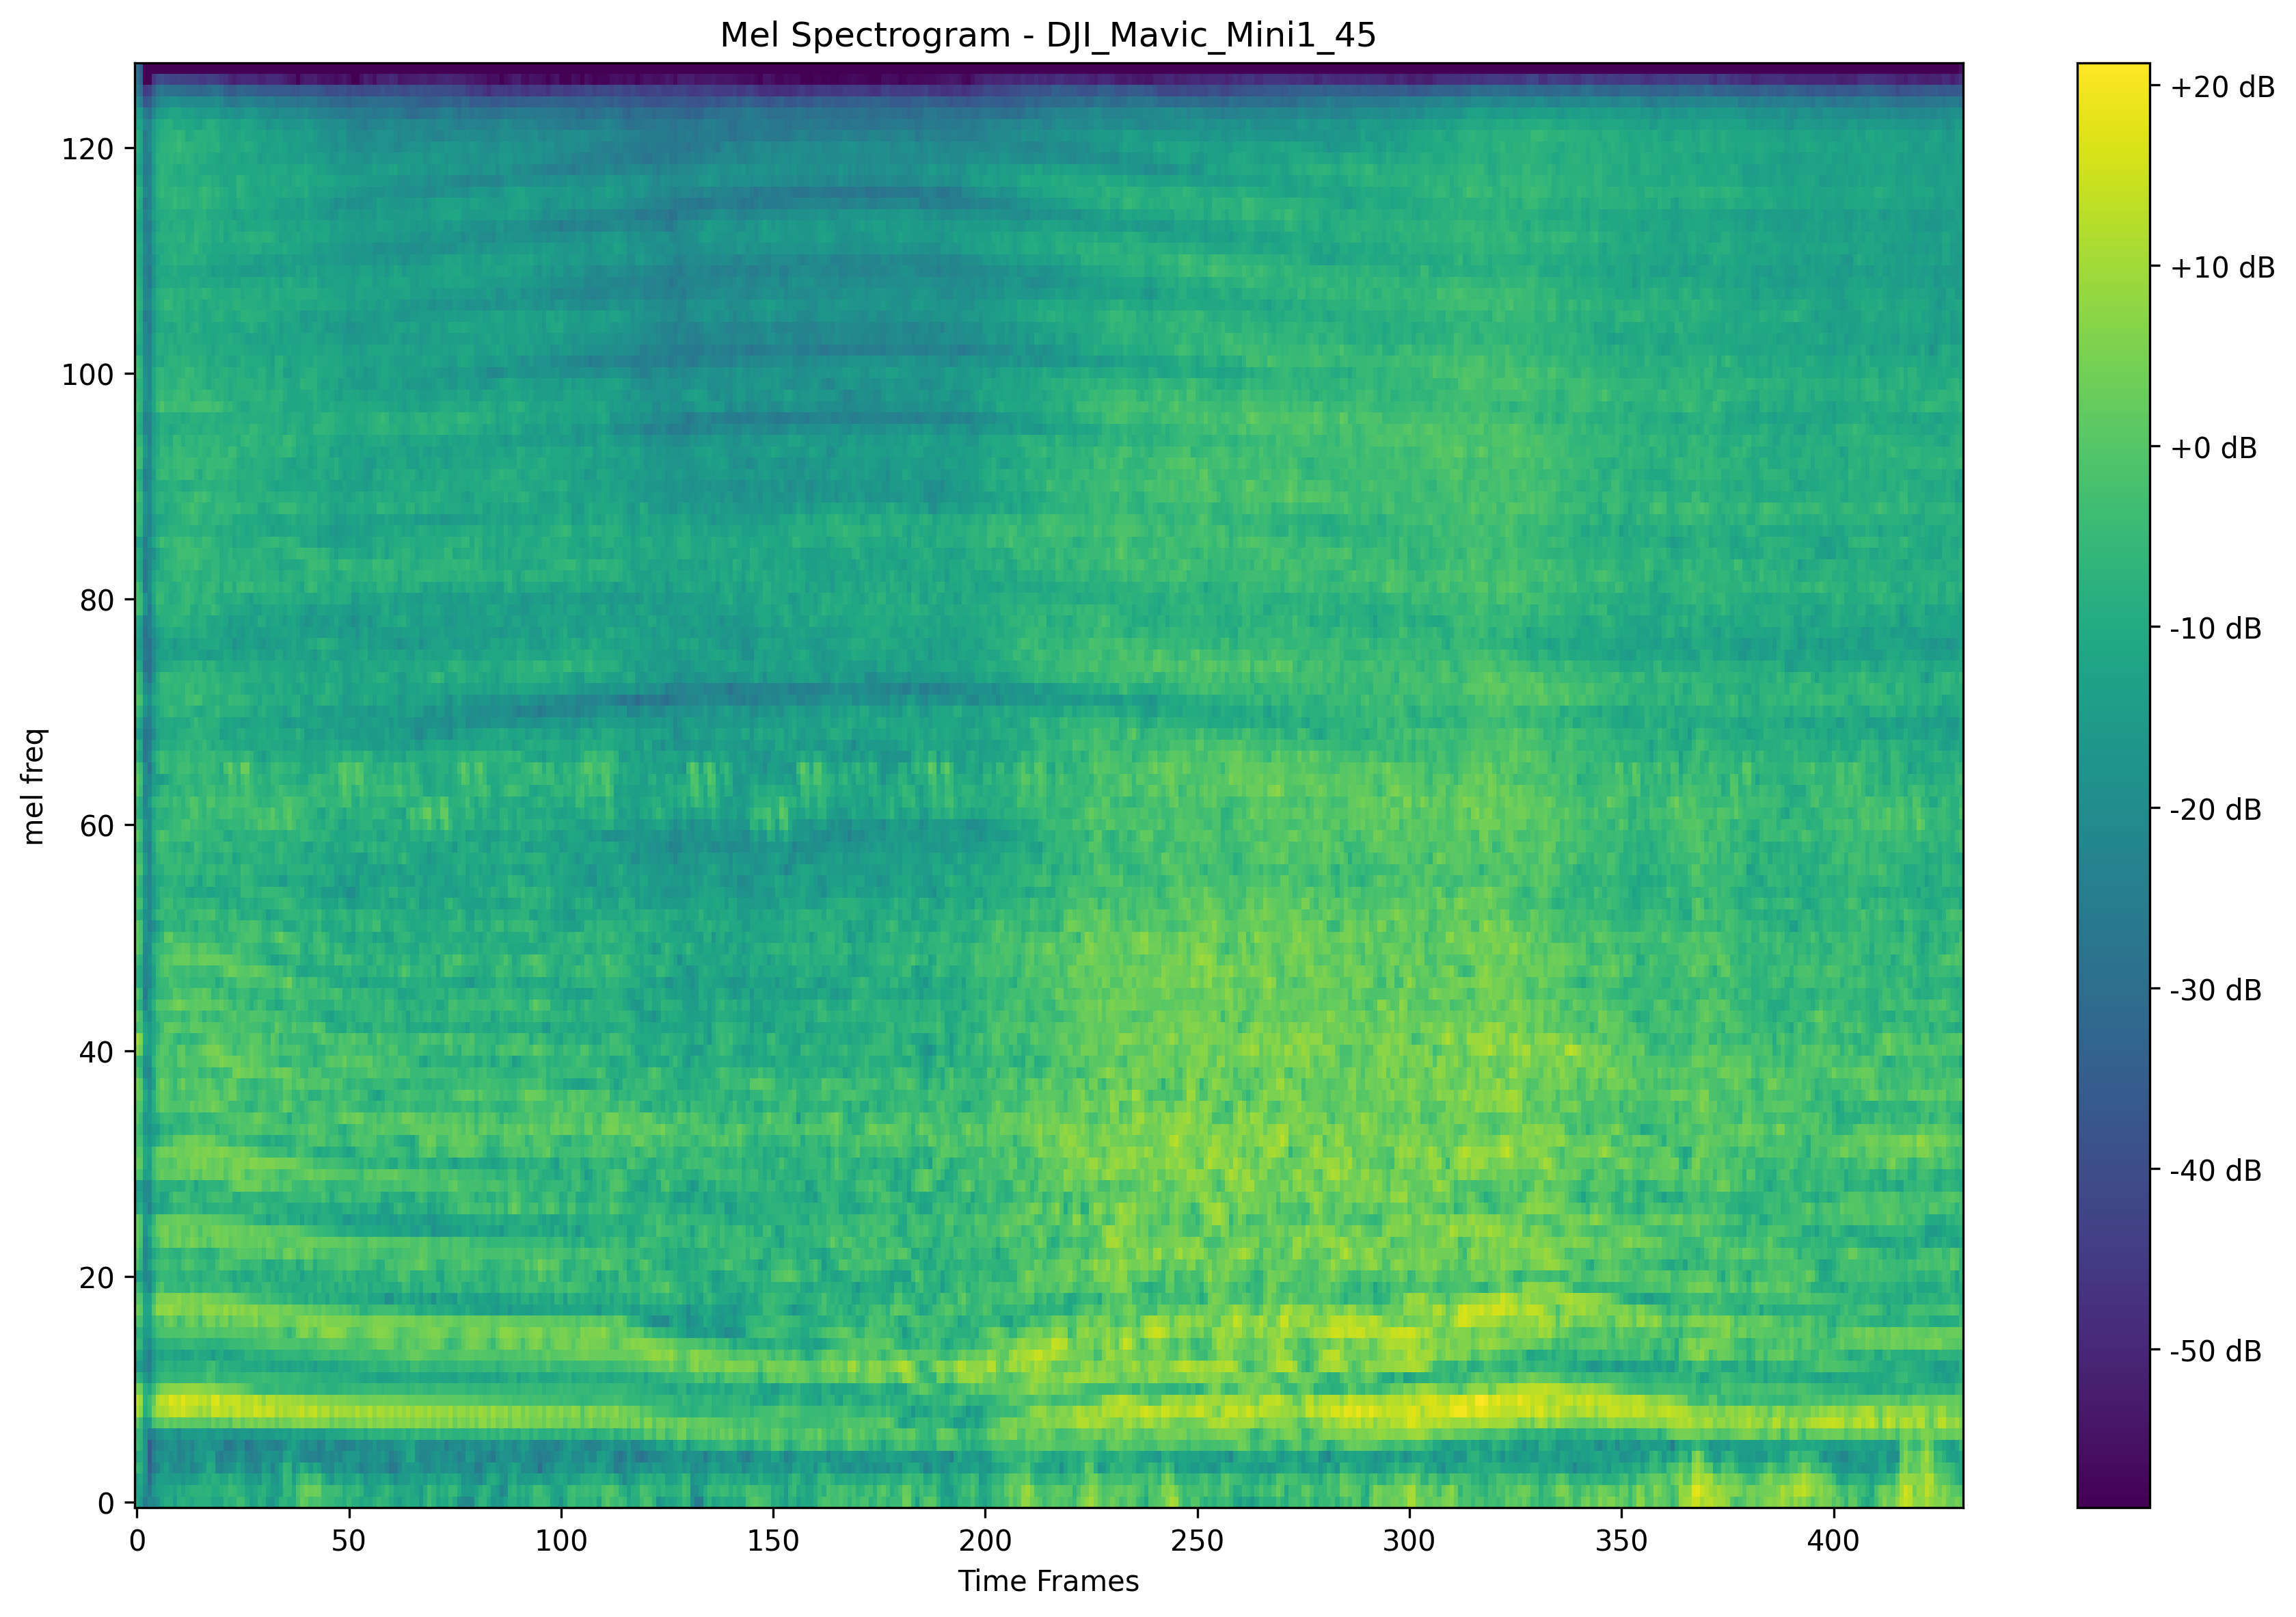 Mel Spectrogram - DJI_Mavic_Mini1_45
mel freq
120
100
80
60
40
20
0
0 50 100 150 200 250 300 350 400
Time Frames
+20 dB
+10 dB
+0 dB
-10 dB
-20 dB
-30 dB
-40 dB
-50 dB